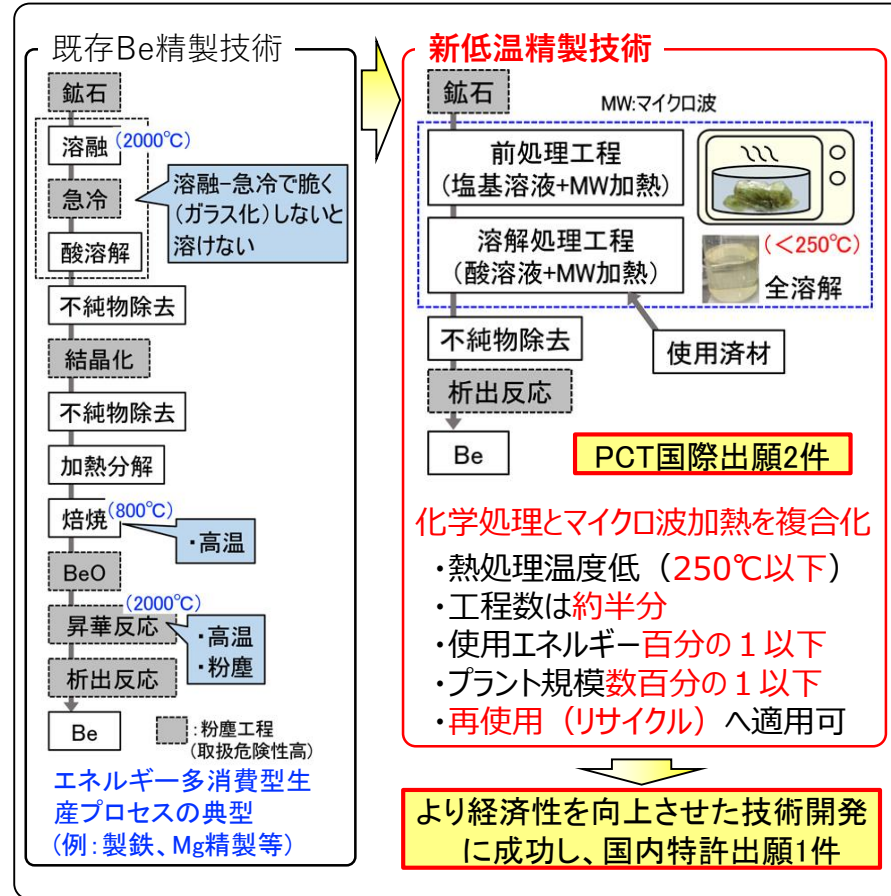 既存Be精製技術
鉱石
溶融
(2000℃)
急冷
溶融−急冷で脆く
(ガラス化)しないと
溶けない
酸溶解
不純物除去
結晶化
不純物除去
加熱分解
焙焼
(800℃)
・高温
BeO
(2000℃)
昇華反応
・高温
・粉塵
析出反応
Be
:粉塵工程
(取扱危険性高)
エネルギー多消費型生
産プロセスの典型
(例:製鉄、Mg精製等)
新低温精製技術
鉱石
MW:マイクロ波
前処理工程
(塩基溶液+MW加熱)
溶解処理工程
(酸溶液+MW加熱)
(<250℃)
全溶解
不純物除去
使用済材
析出反応
Be
PCT国際出願2件
化学処理とマイクロ波加熱を複合化
・熱処理温度低（250℃以下）
・工程数は約半分
・使用エネルギー百分の１以下
・プラント規模数百分の１以下
・再使用（リサイクル）へ適用可
より経済性を向上させた技術開発
に成功し、国内特許出願1件